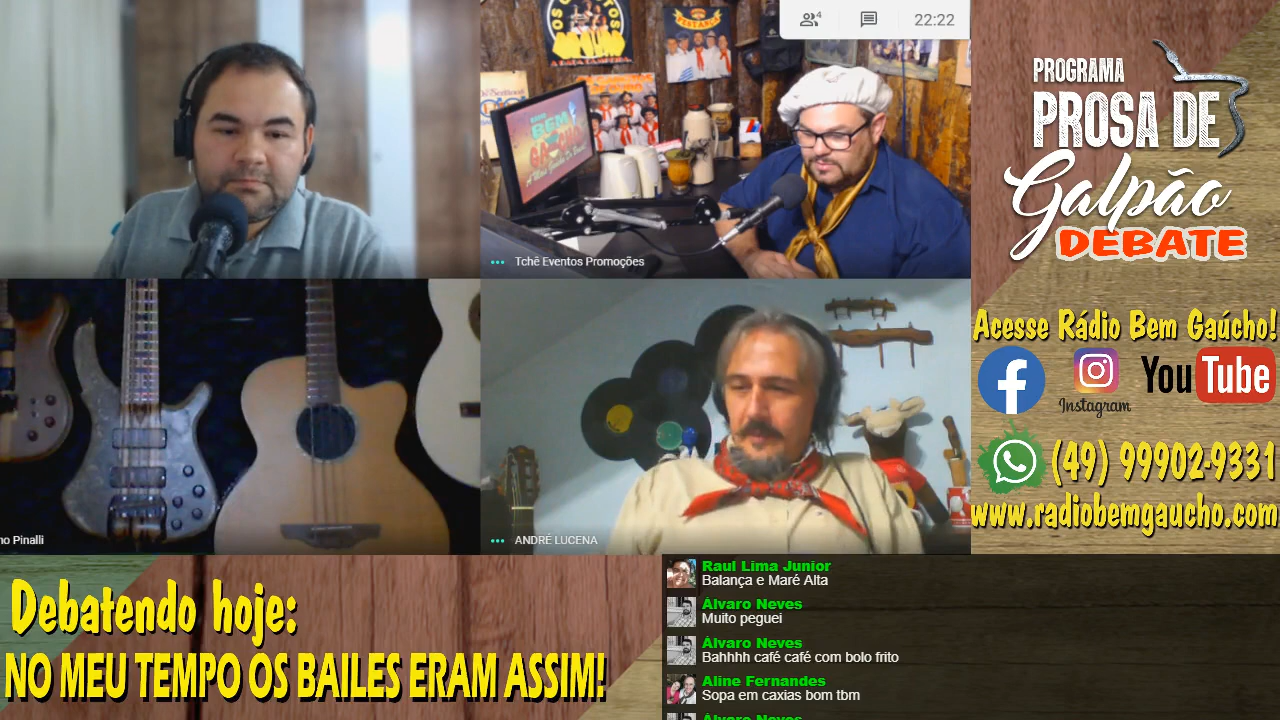 4
22:22
Tchê Eventos Promoções
no Pinalli
ANDRÉ LUCENA
PROGRAMA
PROSA DE
Galpão
DEBATE
Acesse Rádio Bem Gaúcho!
Instagram
YouTube
(49) 99902-9331
www.radiobemgaucho.com
Debatendo hoje:
NO MEU TEMPO OS BAILES ERAM ASSIM!
Raul Lima Junior
Balança e Maré Alta
Álvaro Neves
Muito peguei
Álvaro Neves
Bahhhh café café com bolo frito
Aline Fernandes
Sopa em caxias bom tbm
Álvaro Neves